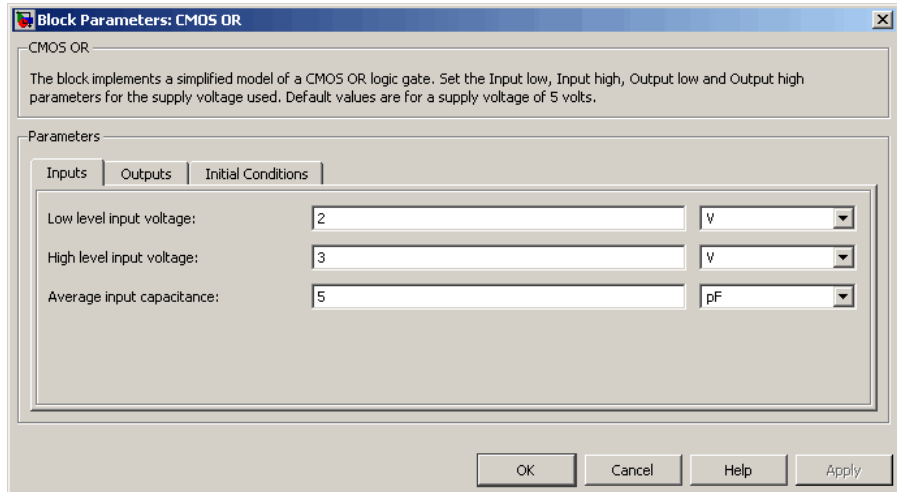 Block Parameters: CMOS OR
CMOS OR
The block implements a simplified model of a CMOS OR logic gate. Set the Input low, Input high, Output low and Output high
parameters for the supply voltage used. Default values are for a supply voltage of 5 volts.
Parameters
Inputs Outputs Initial Conditions
Low level input voltage: 2 V
High level input voltage: 3 V
Average input capacitance: 5 pF
OK Cancel Help Apply